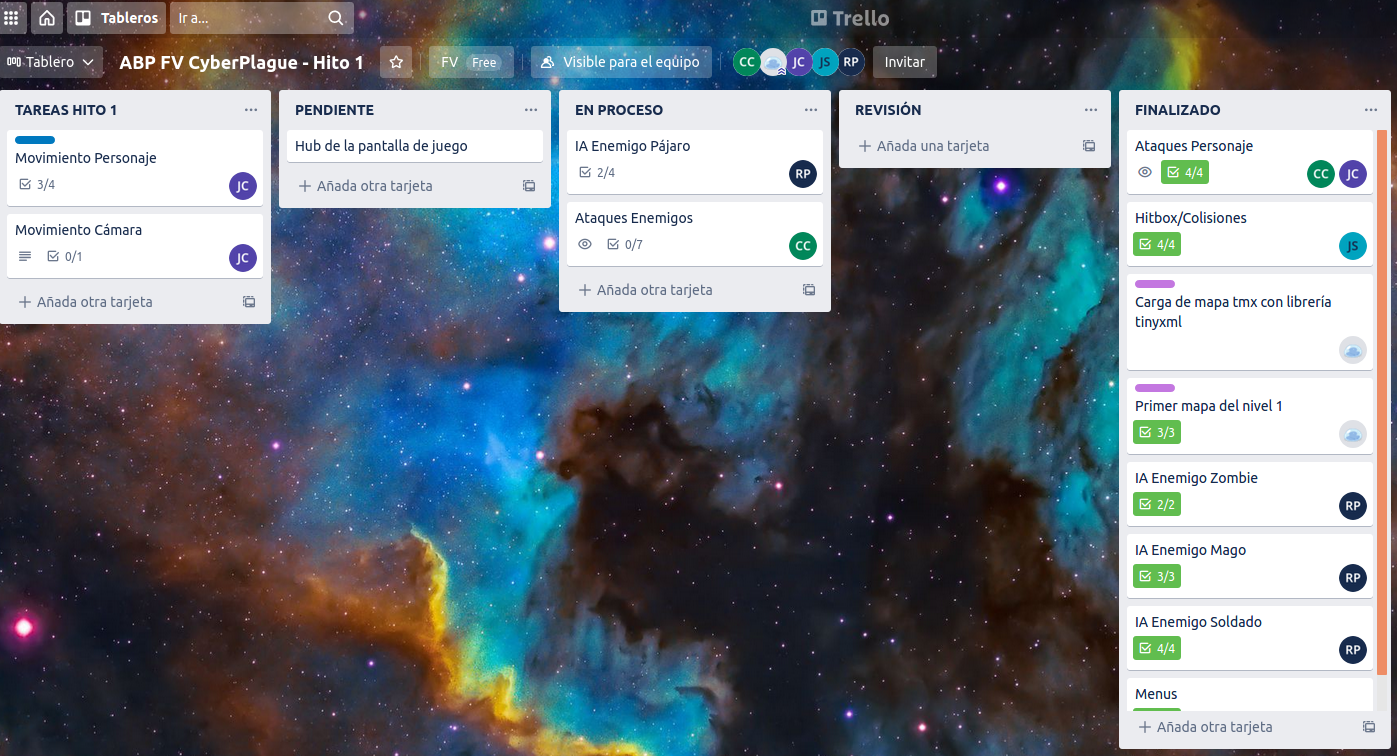 Tableros
Ir a...
Trello
Tablero
ABP FV CyberPlague - Hito 1
FV Free
Visible para el equipo
CC
JC
JS
RP
Invitar
TAREAS HITO 1
Movimiento Personaje
3/4
JC
Movimiento Cámara
0/1
JC
Añada otra tarjeta
PENDIENTE
Hub de la pantalla de juego
Añada otra tarjeta
EN PROCESO
IA Enemigo Pájaro
2/4
RP
Ataques Enemigos
0/7
CC
Añada otra tarjeta
REVISIÓN
Añada una tarjeta
FINALIZADO
Ataques Personaje
4/4
CC
JC
Hitbox/Colisiones
4/4
JS
Carga de mapa tmx con librería
tinyxml
Primer mapa del nivel 1
3/3
IA Enemigo Zombie
2/2
RP
IA Enemigo Mago
3/3
RP
IA Enemigo Soldado
4/4
RP
Menus
Añada otra tarjeta